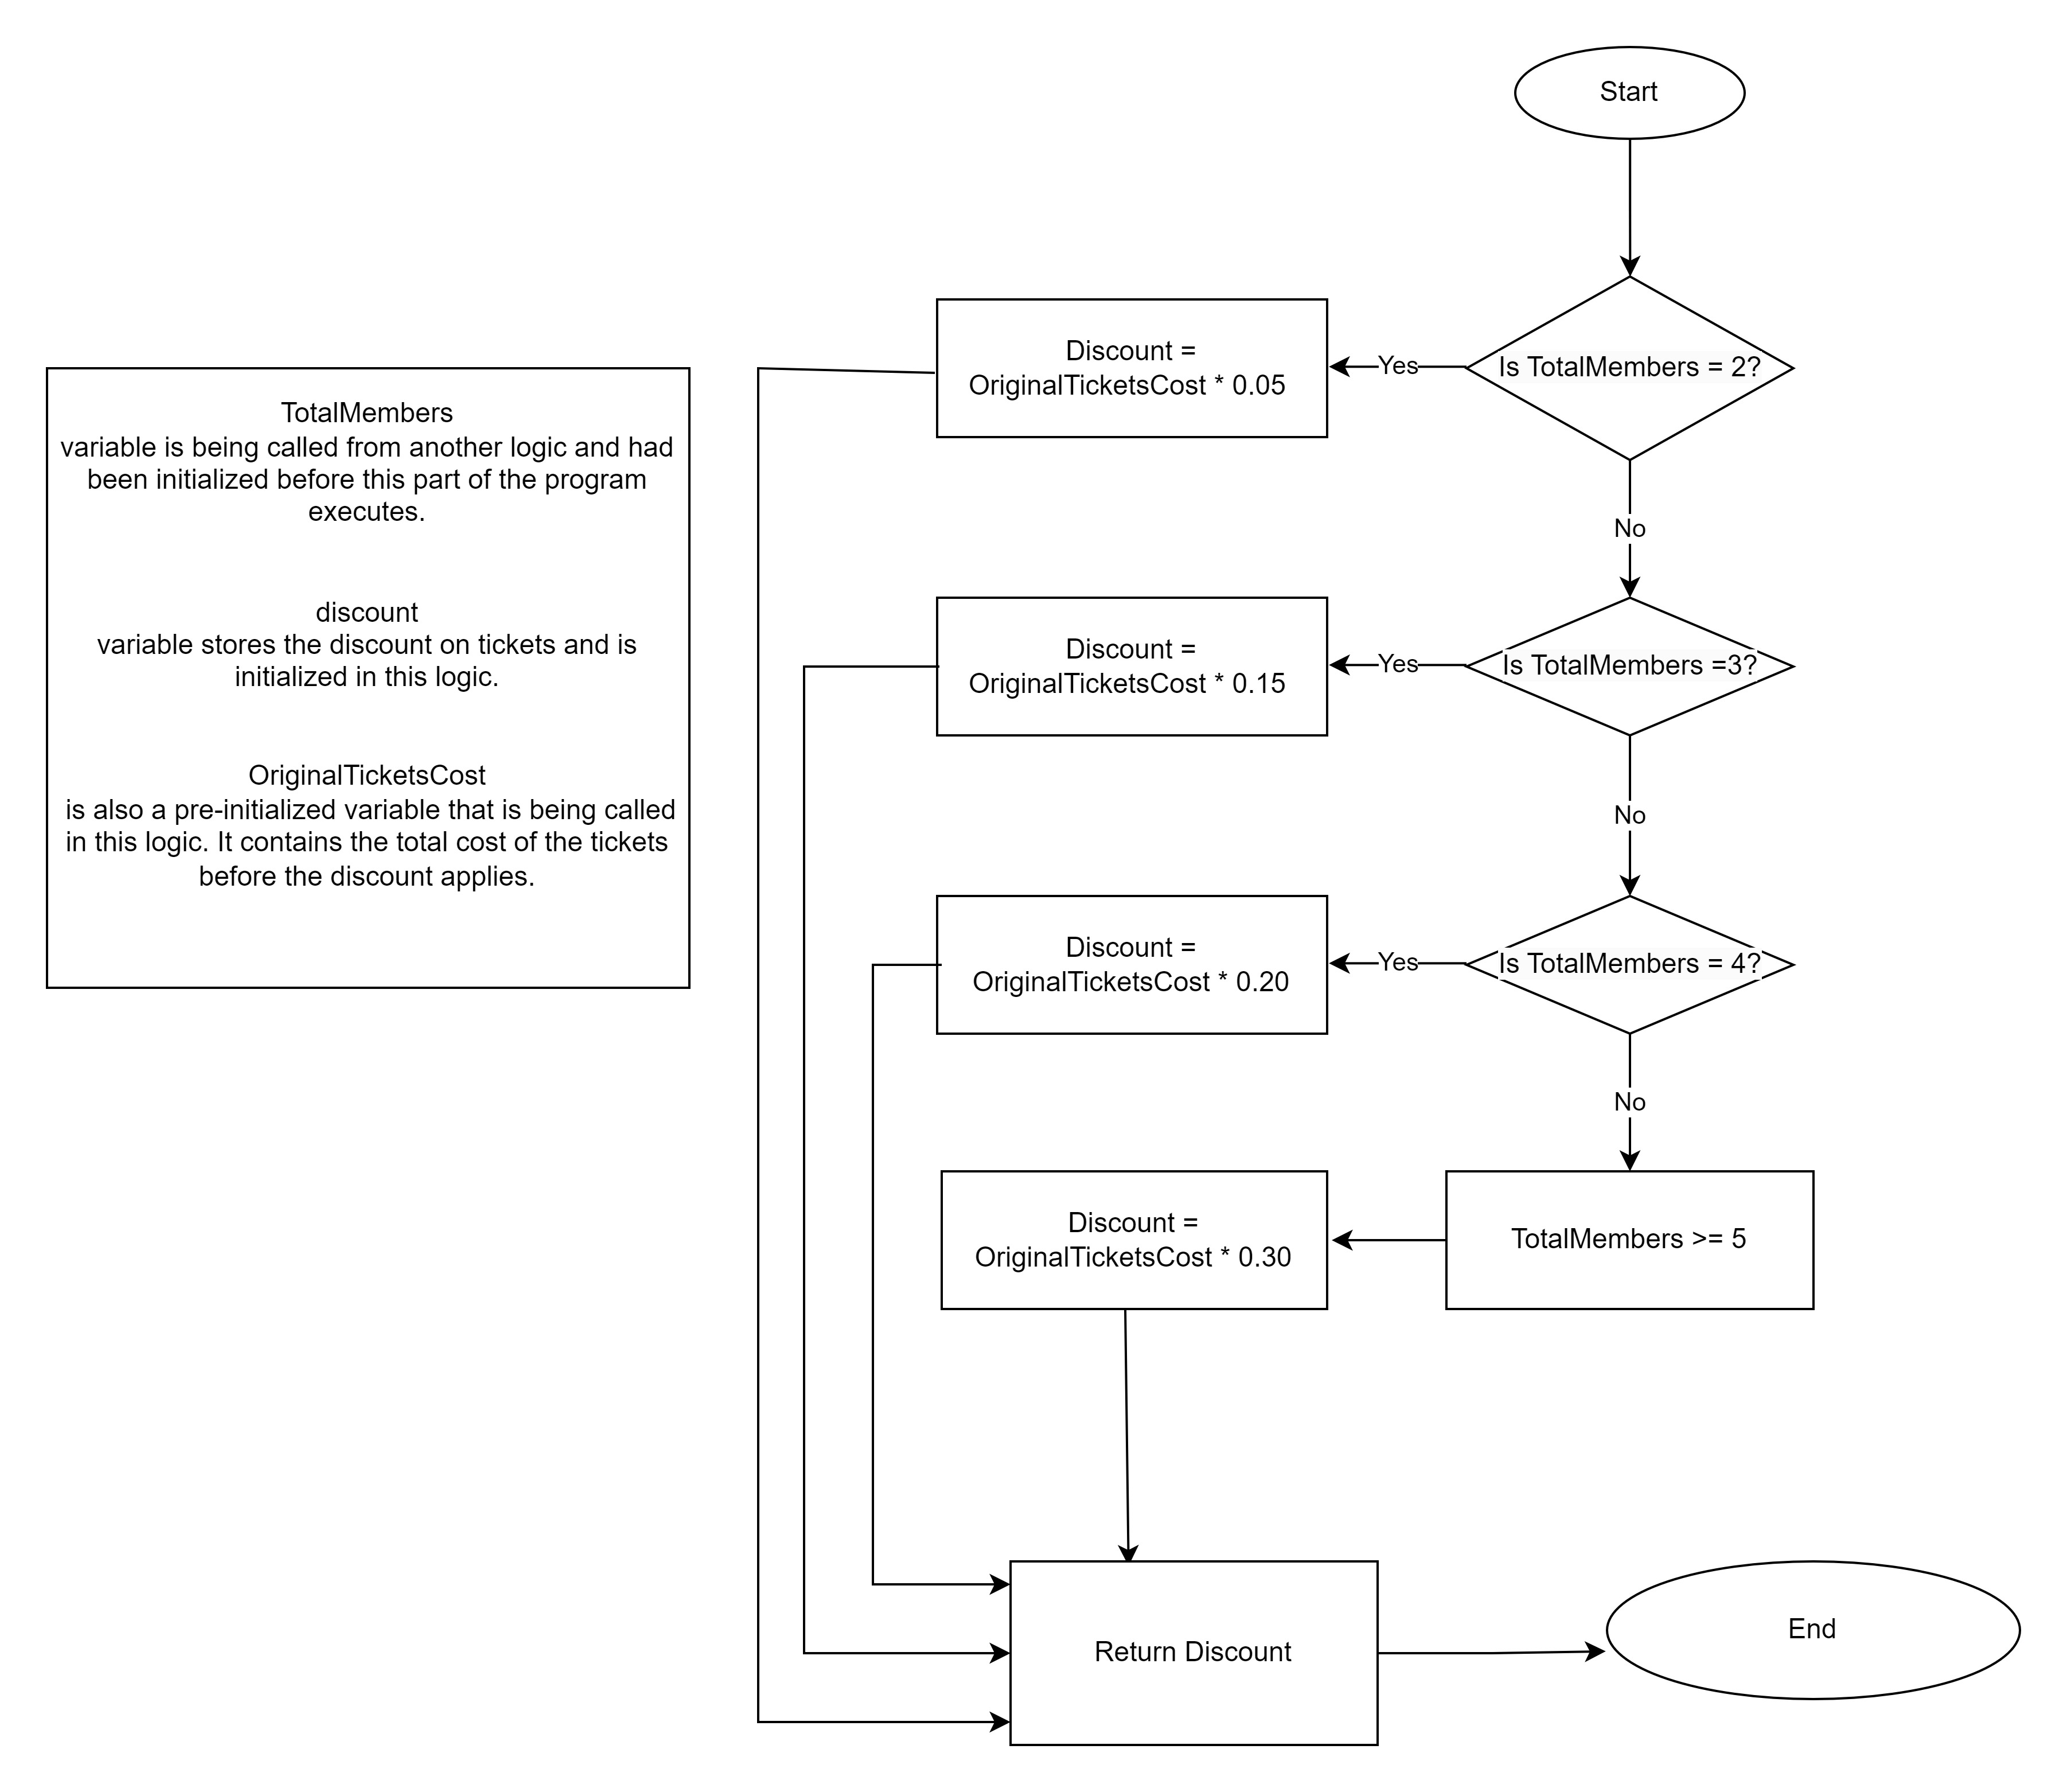 Start
Is TotalMembers = 2?
Yes
Discount =
OriginalTicketsCost * 0.05
No
TotalMembers
variable is being called from another logic and had
been initialized before this part of the program
executes.
discount
variable stores the discount on tickets and is
initialized in this logic.
OriginalTicketsCost
is also a pre-initialized variable that is being called
in this logic. It contains the total cost of the tickets
before the discount applies.
Is TotalMembers =3?
Yes
Discount =
OriginalTicketsCost * 0.15
No
Is TotalMembers = 4?
Yes
Discount =
OriginalTicketsCost * 0.20
No
TotalMembers >= 5
Discount =
OriginalTicketsCost * 0.30
Return Discount
End